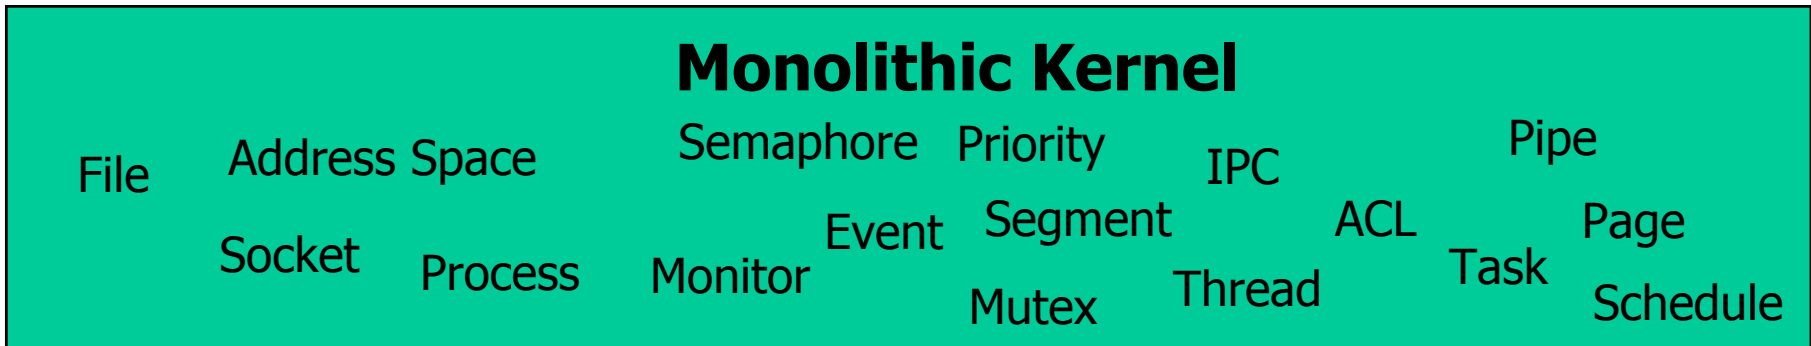 Monolithic Kernel
File
Address Space
Semaphore
Priority
IPC
Pipe
Socket
Process
Monitor
Event
Segment
Mutex
Thread
ACL
Task
Page
Schedule